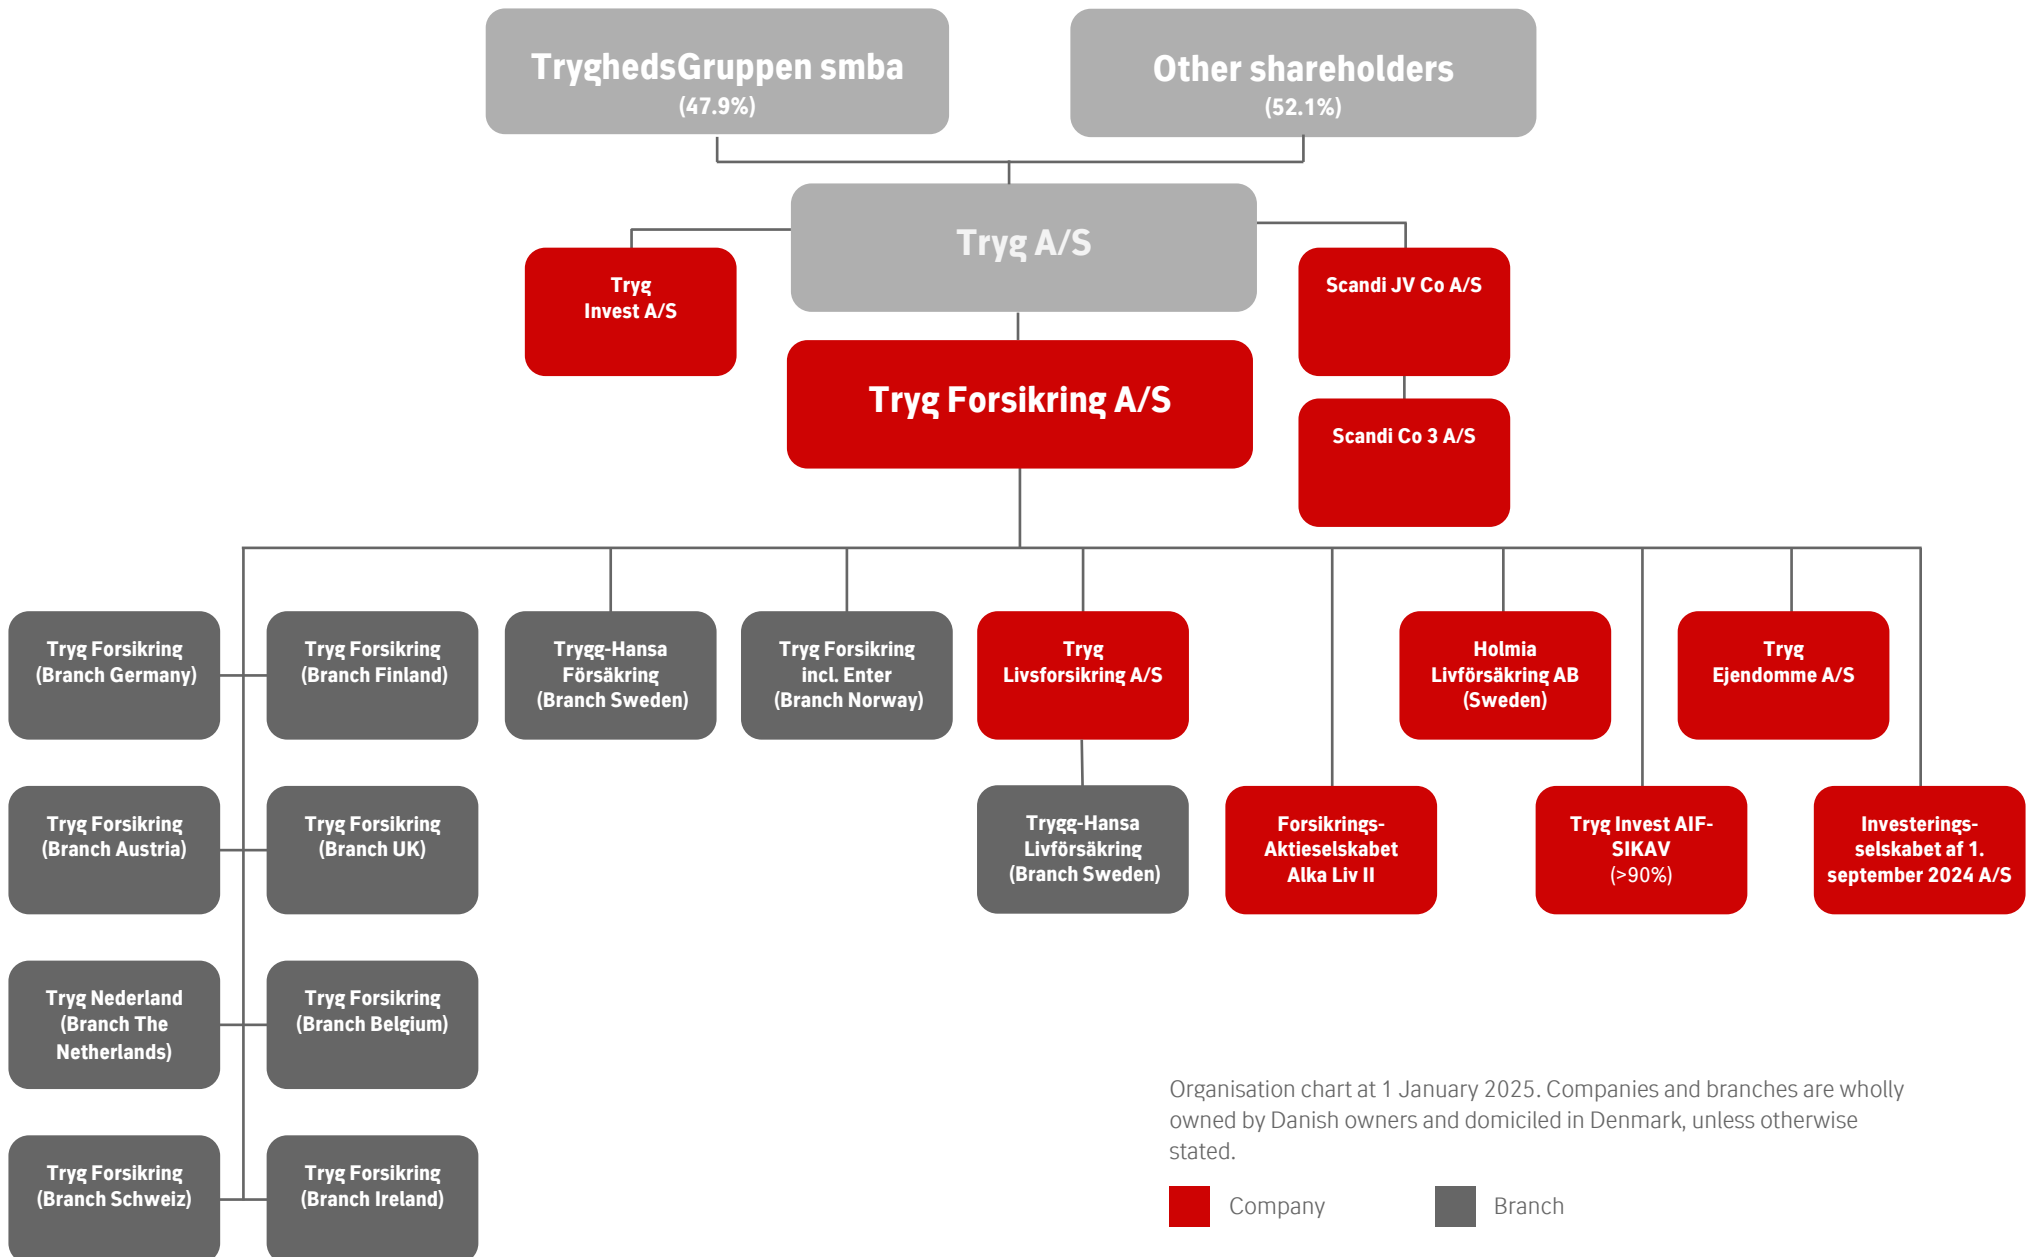 TryghedsGruppen smba
(47.9%)
Other shareholders
(52.1%)
Tryg A/S
Tryg
Invest A/S
Scandi JV Co A/S
Tryg Forsikring A/S
Scandi Co 3 A/S
Tryg Forsikring
(Branch Germany)
Tryg Forsikring
(Branch Finland)
Trygg-Hansa
Försäkring
(Branch Sweden)
Tryg Forsikring
incl. Enter
(Branch Norway)
Tryg
Livsforsikring A/S
Holmia
Livförsäkring AB
(Sweden)
Tryg
Ejendomme A/S
Tryg Forsikring
(Branch Austria)
Tryg Forsikring
(Branch UK)
Trygg-Hansa
Livförsäkring
(Branch Sweden)
Forsikrings-
Aktieselskabet
Alka Liv II
Tryg Invest AIF-
SIKAV
(>90%)
Investerings-
selskabet af 1.
september 2024 A/S
Tryg Nederland
(Branch The
Netherlands)
Tryg Forsikring
(Branch Belgium)
Tryg Forsikring
(Branch Schweiz)
Tryg Forsikring
(Branch Ireland)
Organisation chart at 1 January 2025. Companies and branches are wholly
owned by Danish owners and domiciled in Denmark, unless otherwise
stated.
Company
Branch